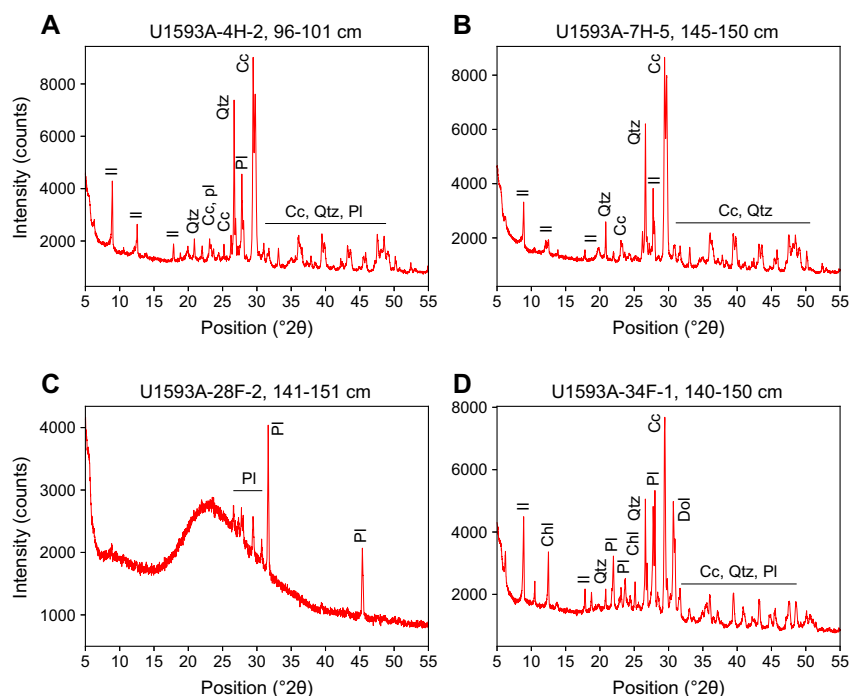 A
U1593A-4H-2, 96-101 cm
Intensity (counts)
8000
6000
4000
2000
Il
Il
Il
Qtz
Cc, pl
Cc
Qtz
Pl
Cc
Cc, Qtz, Pl
5 10 15 20 25 30 35 40 45 50 55
Position (°2θ)
B
U1593A-7H-5, 145-150 cm
8000
6000
4000
2000
Il
Il
Il
Qtz
Cc
Qtz
Il
Cc
Cc, Qtz
5 10 15 20 25 30 35 40 45 50 55
Position (°2θ)
C
U1593A-28F-2, 141-151 cm
Intensity (counts)
4000
3000
2000
1000
Pl
Pl
Pl
5 10 15 20 25 30 35 40 45 50 55
Position (°2θ)
D
U1593A-34F-1, 140-150 cm
8000
6000
4000
2000
Il
Chl
Il
Qtz
Pl
Pl
Chl
Qtz
Pl
Cc
Dol
Cc, Qtz, Pl
5 10 15 20 25 30 35 40 45 50 55
Position (°2θ)